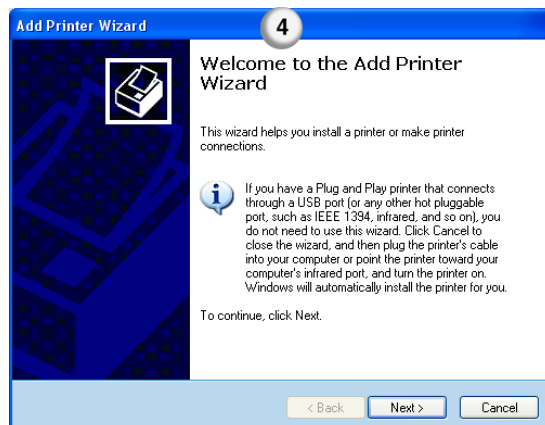 Add Printer Wizard
4
Welcome to the Add Printer
Wizard
This wizard helps you install a printer or make printer
connections.
If you have a Plug and Play printer that connects
through a USB port (or any other hot pluggable
port, such as IEEE 1394, infrared, and so on), you
do not need to use this wizard. Click Cancel to
close the wizard, and then plug the printer's cable
into your computer or point the printer toward your
computer's infrared port, and turn the printer on.
Windows will automatically install the printer for you.
To continue, click Next.
< Back Next > Cancel